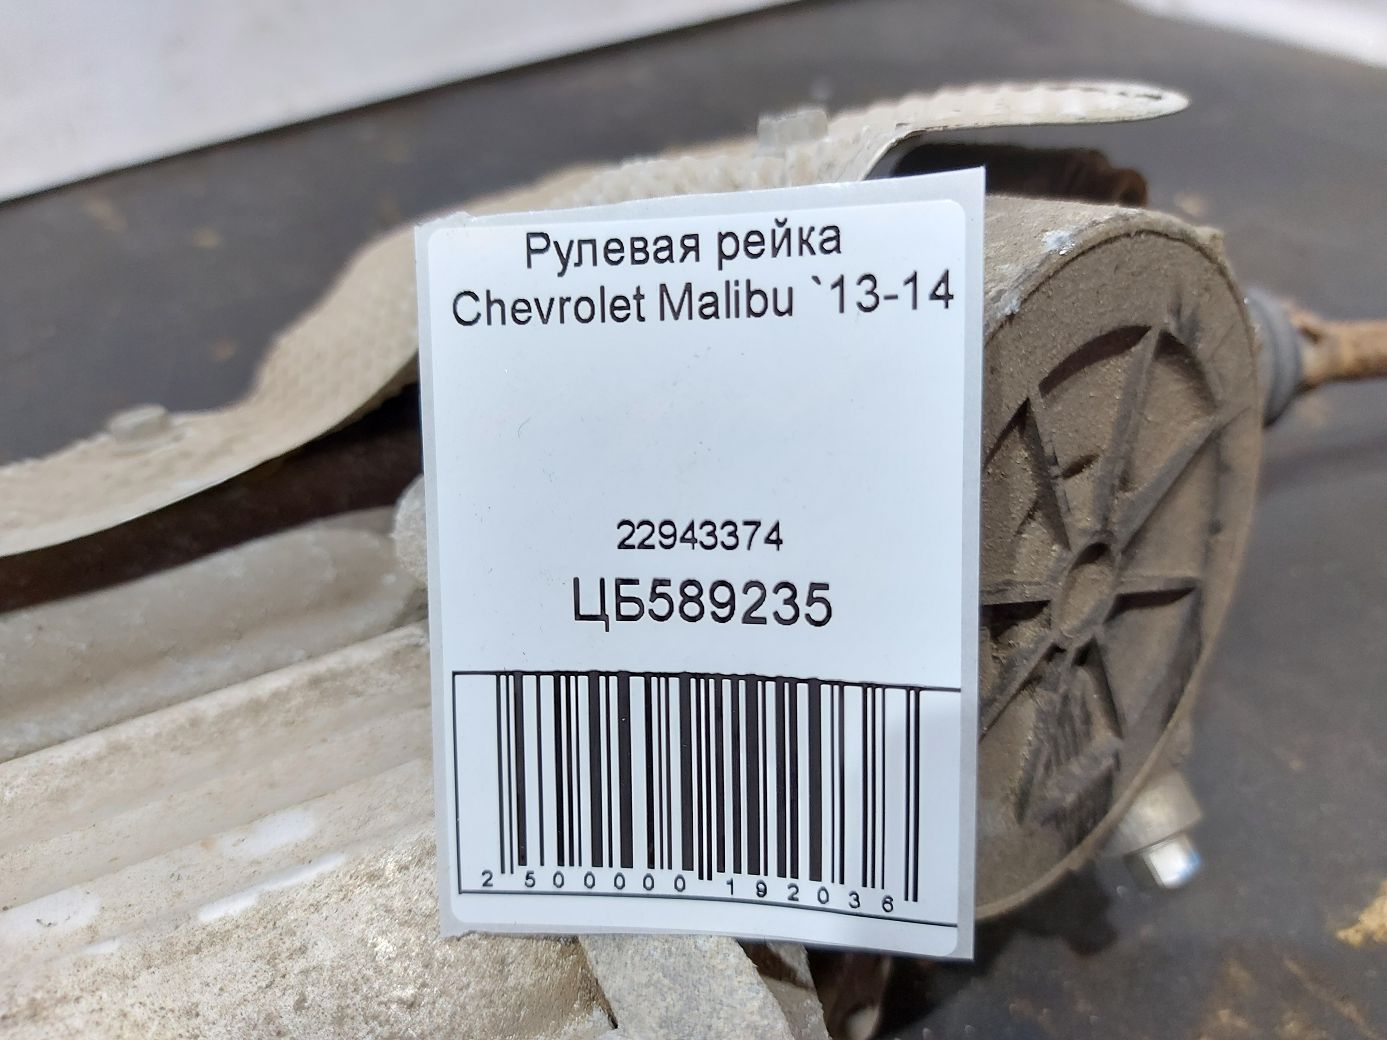 Рулевая рейка
Chevrolet Malibu `13-14
22943374
ЦБ589235
2 500000 192036